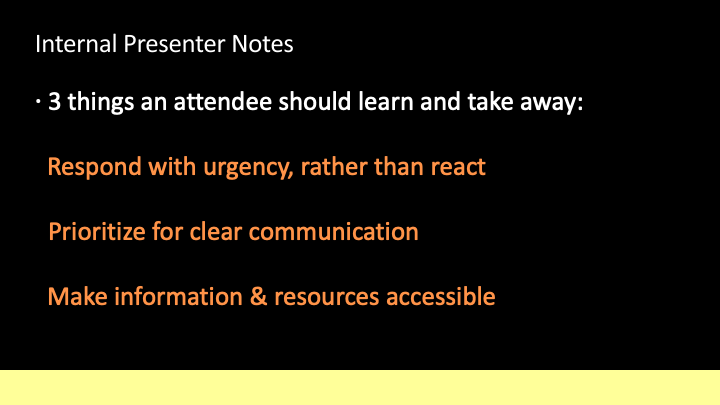 Internal Presenter Notes
· 3 things an attendee should learn and take away:
Respond with urgency, rather than react
Prioritize for clear communication
Make information & resources accessible